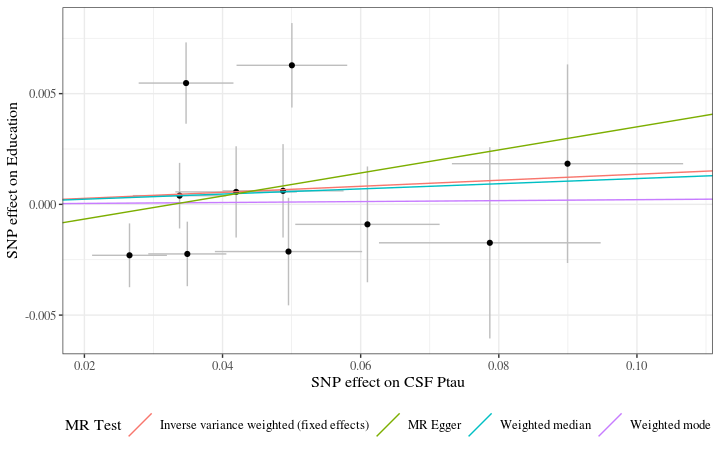 SNP effect on Education
0.005
0.000
-0.005
0.02 0.04 0.06 0.08 0.10
SNP effect on CSF Ptau
MR Test Inverse variance weighted (fixed effects) MR Egger Weighted median Weighted mode